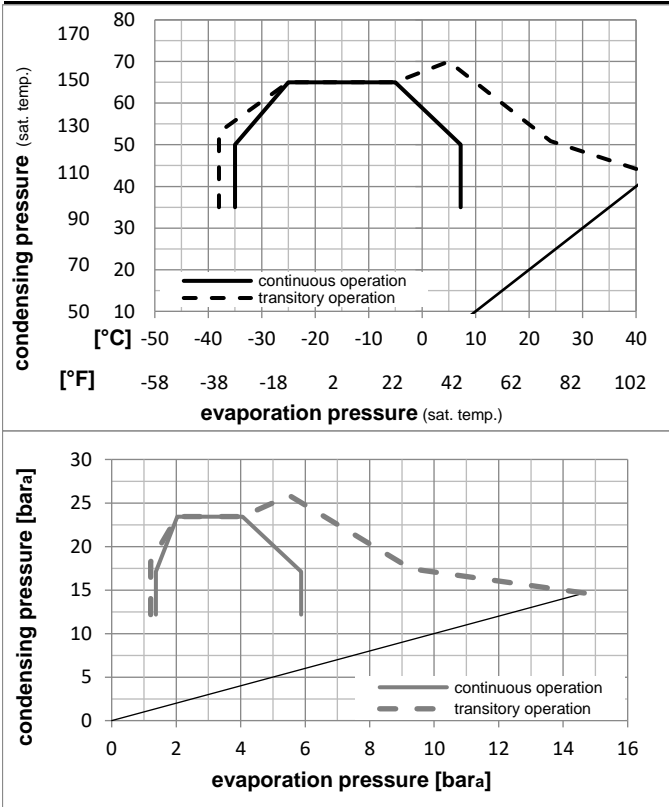 condensing pressure (sat. temp.)
170 80
150 70
60
130 50
110 40
90 30
70 20
50 10
continuous operation
transitory operation
[°C] -50 -40 -30 -20 -10 0 10 20 30 40
[°F] -58 -38 -18 2 22 42 62 82 102
evaporation pressure (sat. temp.)
condensing pressure [bara]
30
25
20
15
10
5
0
continuous operation
transitory operation
0 2 4 6 8 10 12 14 16
evaporation pressure [bara]